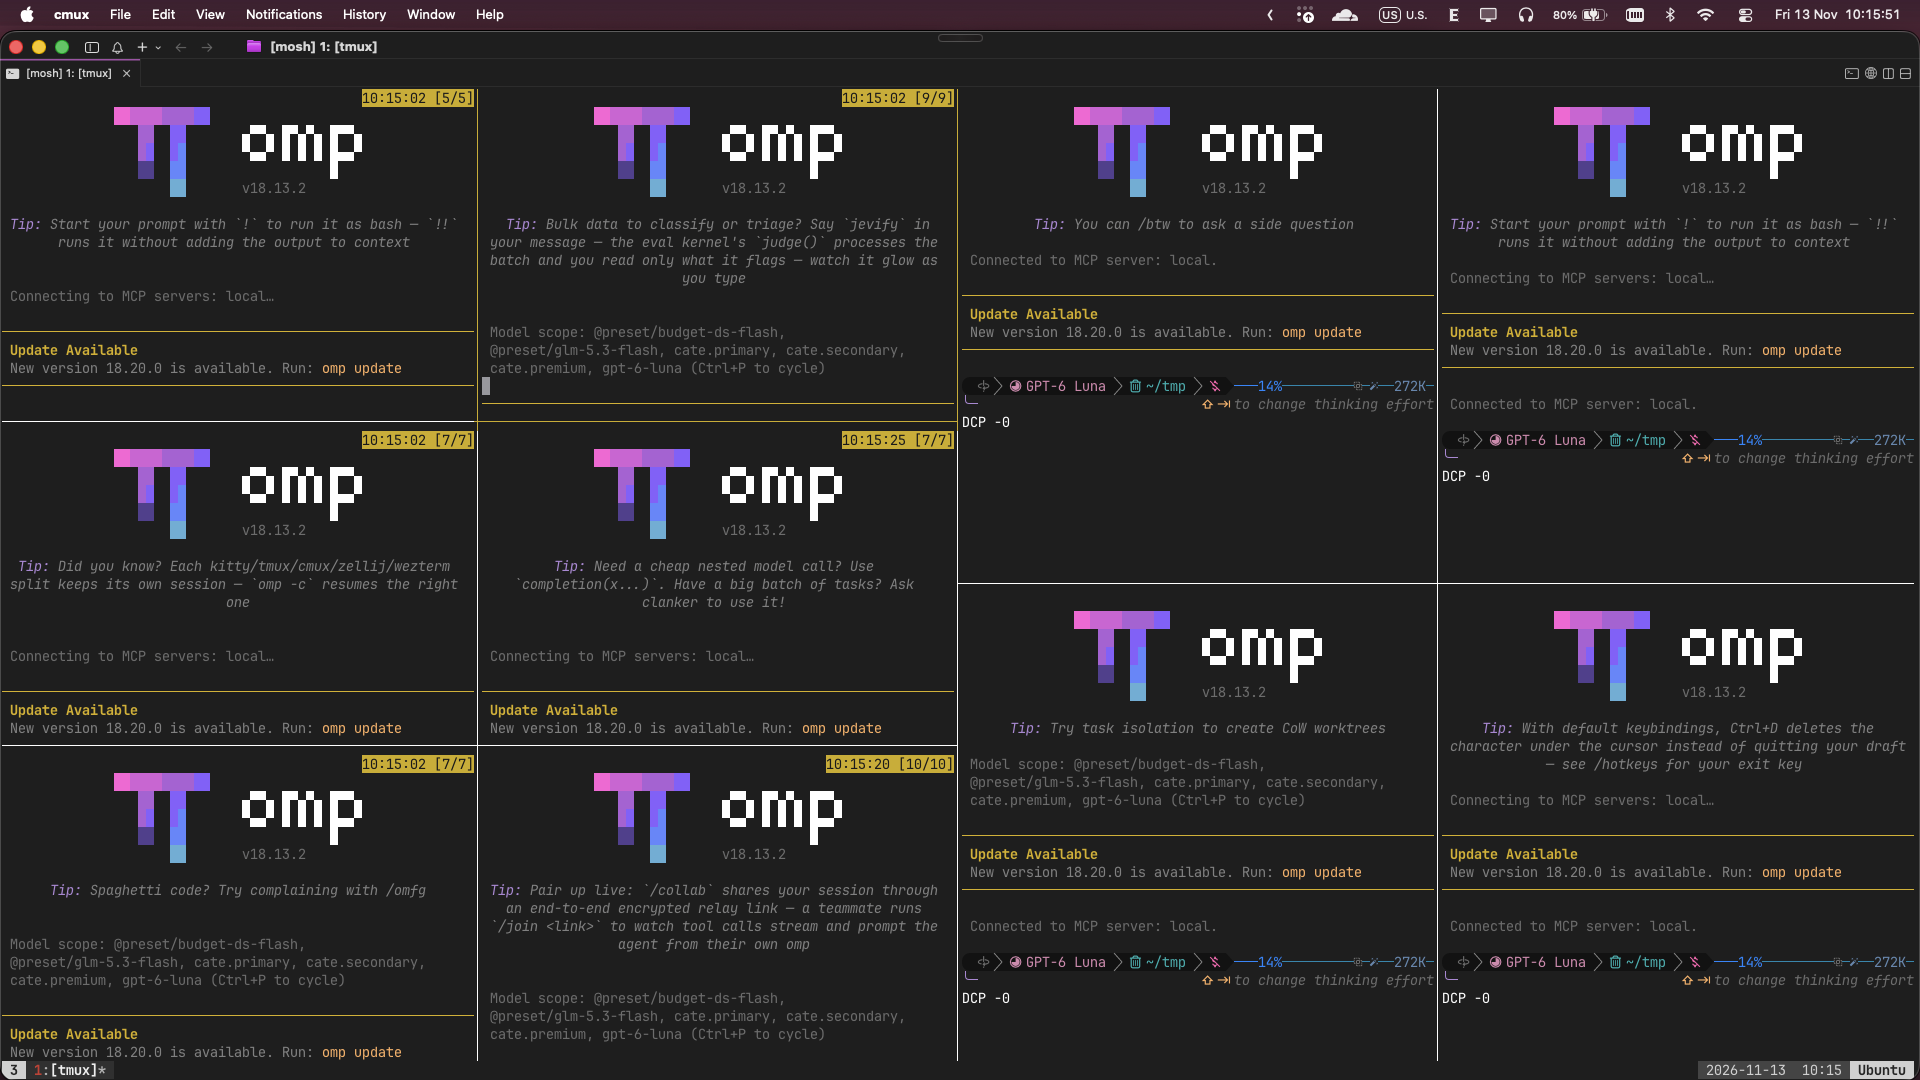 cmux File Edit View Notifications History Window Help
US U.S. 80% Fri 13 Nov 10:15:51
[mosh] 1: [tmux]
[mosh] 1: [tmux]
10:15:02 [5/5]
omp
v18.13.2
Tip: Start your prompt with `!` to run it as bash — `!!`
runs it without adding the output to context
Connecting to MCP servers: local…
Update Available
New version 18.20.0 is available. Run: omp update
10:15:02 [9/9]
omp
v18.13.2
Tip: Bulk data to classify or triage? Say `jevify` in
your message — the eval kernel's `judge()` processes the
batch and you read only what it flags — watch it glow as
you type
Model scope: @preset/budget-ds-flash,
@preset/glm-5.3-flash, cate.primary, cate.secondary,
cate.premium, gpt-6-luna (Ctrl+P to cycle)
omp
v18.13.2
Tip: You can /btw to ask a side question
Connected to MCP server: local.
Update Available
New version 18.20.0 is available. Run: omp update
GPT-6 Luna ~/tmp 14% 272K
to change thinking effort
DCP -0
omp
v18.13.2
Tip: Start your prompt with `!` to run it as bash — `!!`
runs it without adding the output to context
Connecting to MCP servers: local…
Update Available
New version 18.20.0 is available. Run: omp update
Connected to MCP server: local.
GPT-6 Luna ~/tmp 14% 272K
to change thinking effort
DCP -0
10:15:02 [7/7]
omp
v18.13.2
Tip: Did you know? Each kitty/tmux/cmux/zellij/wezterm
split keeps its own session — `omp -c` resumes the right
one
Connecting to MCP servers: local…
Update Available
New version 18.20.0 is available. Run: omp update
10:15:25 [7/7]
omp
v18.13.2
Tip: Need a cheap nested model call? Use
`completion(x...)`. Have a big batch of tasks? Ask
clanker to use it!
Connecting to MCP servers: local…
Update Available
New version 18.20.0 is available. Run: omp update
omp
v18.13.2
Tip: Try task isolation to create CoW worktrees
Model scope: @preset/budget-ds-flash,
@preset/glm-5.3-flash, cate.primary, cate.secondary,
cate.premium, gpt-6-luna (Ctrl+P to cycle)
Update Available
New version 18.20.0 is available. Run: omp update
Connected to MCP server: local.
GPT-6 Luna ~/tmp 14% 272K
to change thinking effort
DCP -0
omp
v18.13.2
Tip: With default keybindings, Ctrl+D deletes the
character under the cursor instead of quitting your draft
— see /hotkeys for your exit key
Connecting to MCP servers: local…
Update Available
New version 18.20.0 is available. Run: omp update
Connected to MCP server: local.
GPT-6 Luna ~/tmp 14% 272K
to change thinking effort
DCP -0
10:15:02 [7/7]
omp
v18.13.2
Tip: Spaghetti code? Try complaining with /omfg
Model scope: @preset/budget-ds-flash,
@preset/glm-5.3-flash, cate.primary, cate.secondary,
cate.premium, gpt-6-luna (Ctrl+P to cycle)
Update Available
New version 18.20.0 is available. Run: omp update
10:15:20 [10/10]
omp
v18.13.2
Tip: Pair up live: `/collab` shares your session through
an end-to-end encrypted relay link — a teammate runs
`/join <link>` to watch tool calls stream and prompt the
agent from their own omp
Model scope: @preset/budget-ds-flash,
@preset/glm-5.3-flash, cate.primary, cate.secondary,
cate.premium, gpt-6-luna (Ctrl+P to cycle)
3 1:[tmux]* 2026-11-13 10:15 Ubuntu